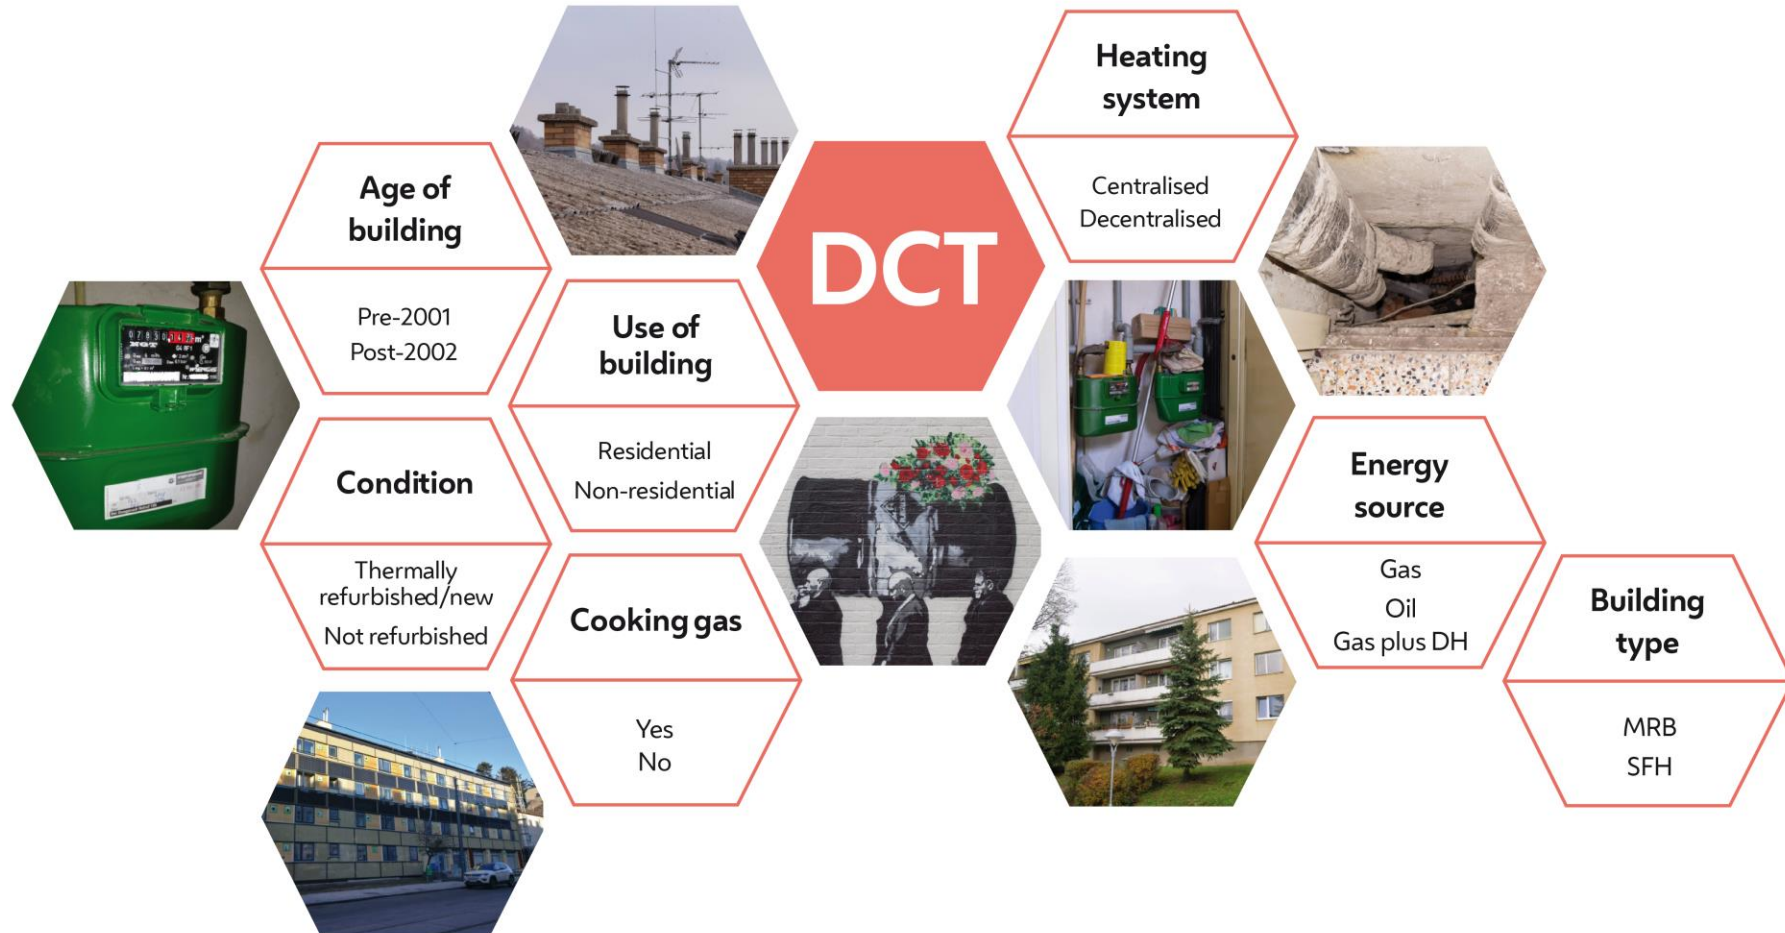 DCT
Age of
building
Pre-2001
Post-2002
Use of
building
Residential
Non-residential
Condition
Thermally
refurbished/new
Not refurbished
Cooking gas
Yes
No
Heating
system
Centralised
Decentralised
Energy
source
Gas
Oil
Gas plus DH
Building
type
MRB
SFH